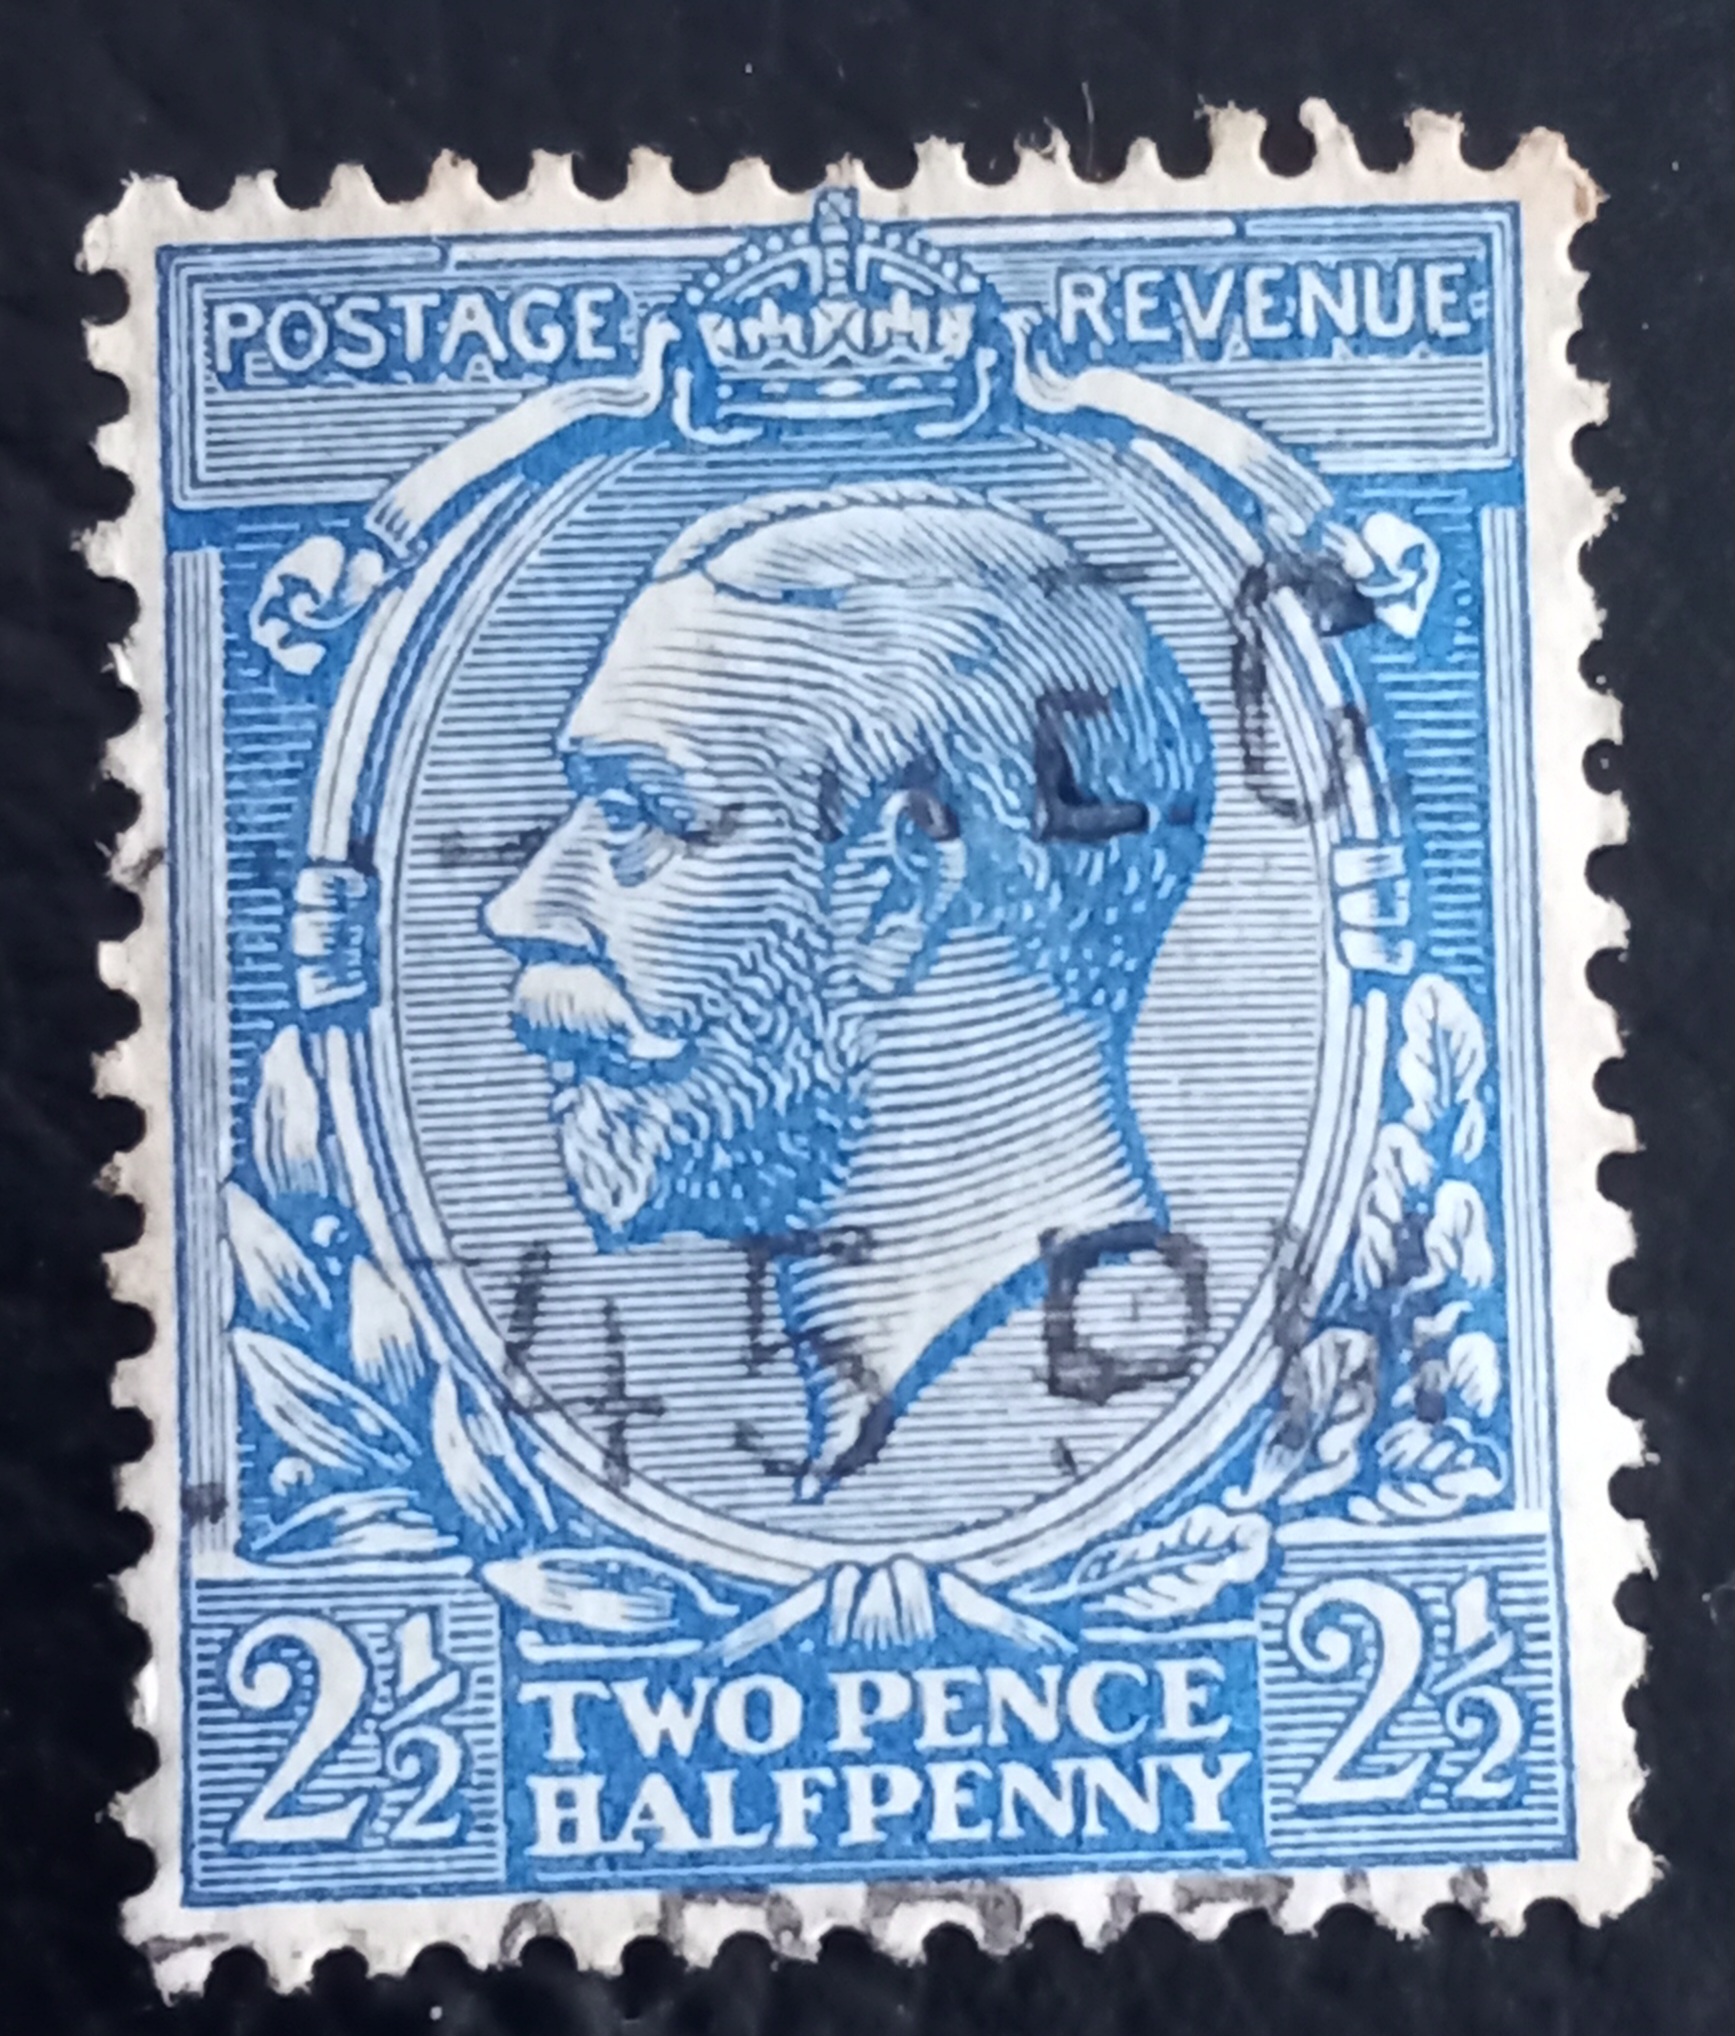 POSTAGE REVENUE
2½ TWO PENCE 2½
HALFPENNY